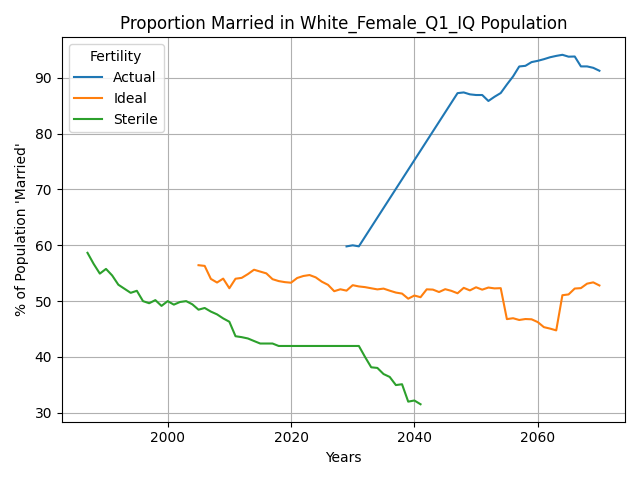 Proportion Married in White_Female_Q1_IQ Population
Fertility
Actual
Ideal
Sterile
% of Population 'Married'
90
80
70
60
50
40
30
2000
2020
2040
2060
Years